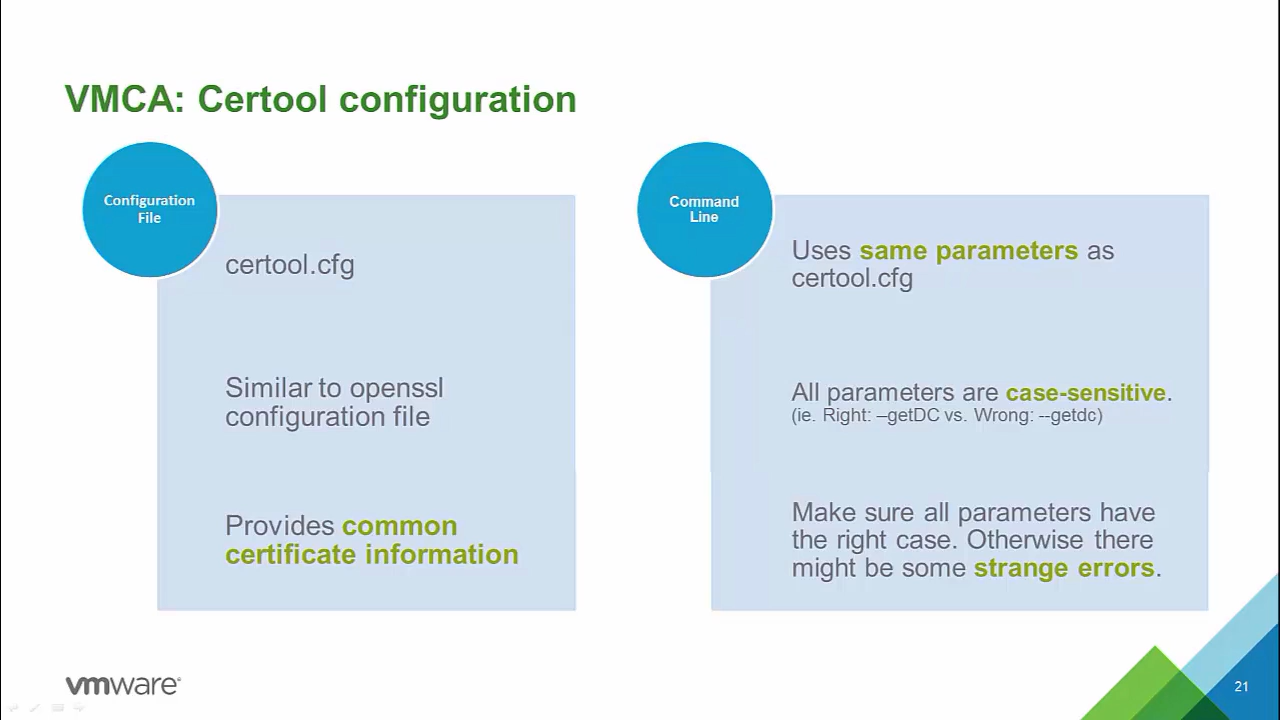 VMCA: Certool configuration
Configuration
File
certool.cfg
Similar to openssl
configuration file
Provides common
certificate information
Command
Line
Uses same parameters as
certool.cfg
All parameters are case-sensitive.
(ie. Right: –getDC vs. Wrong: --getdc)
Make sure all parameters have
the right case. Otherwise there
might be some strange errors.
vmware®
21